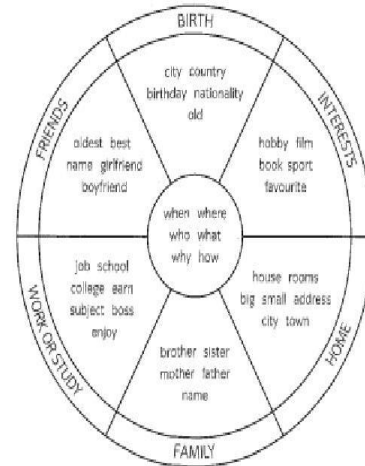 BIRTH
city country
birthday nationality
old
INTERESTS
hobby film
book sport
favourite
HOME
house rooms
big small address
city town
FAMILY
brother sister
mother father
name
WORK OR STUDY
job school
college earn
subject boss
enjoy
FRIENDS
oldest best
name girlfriend
boyfriend
when where
who what
why how